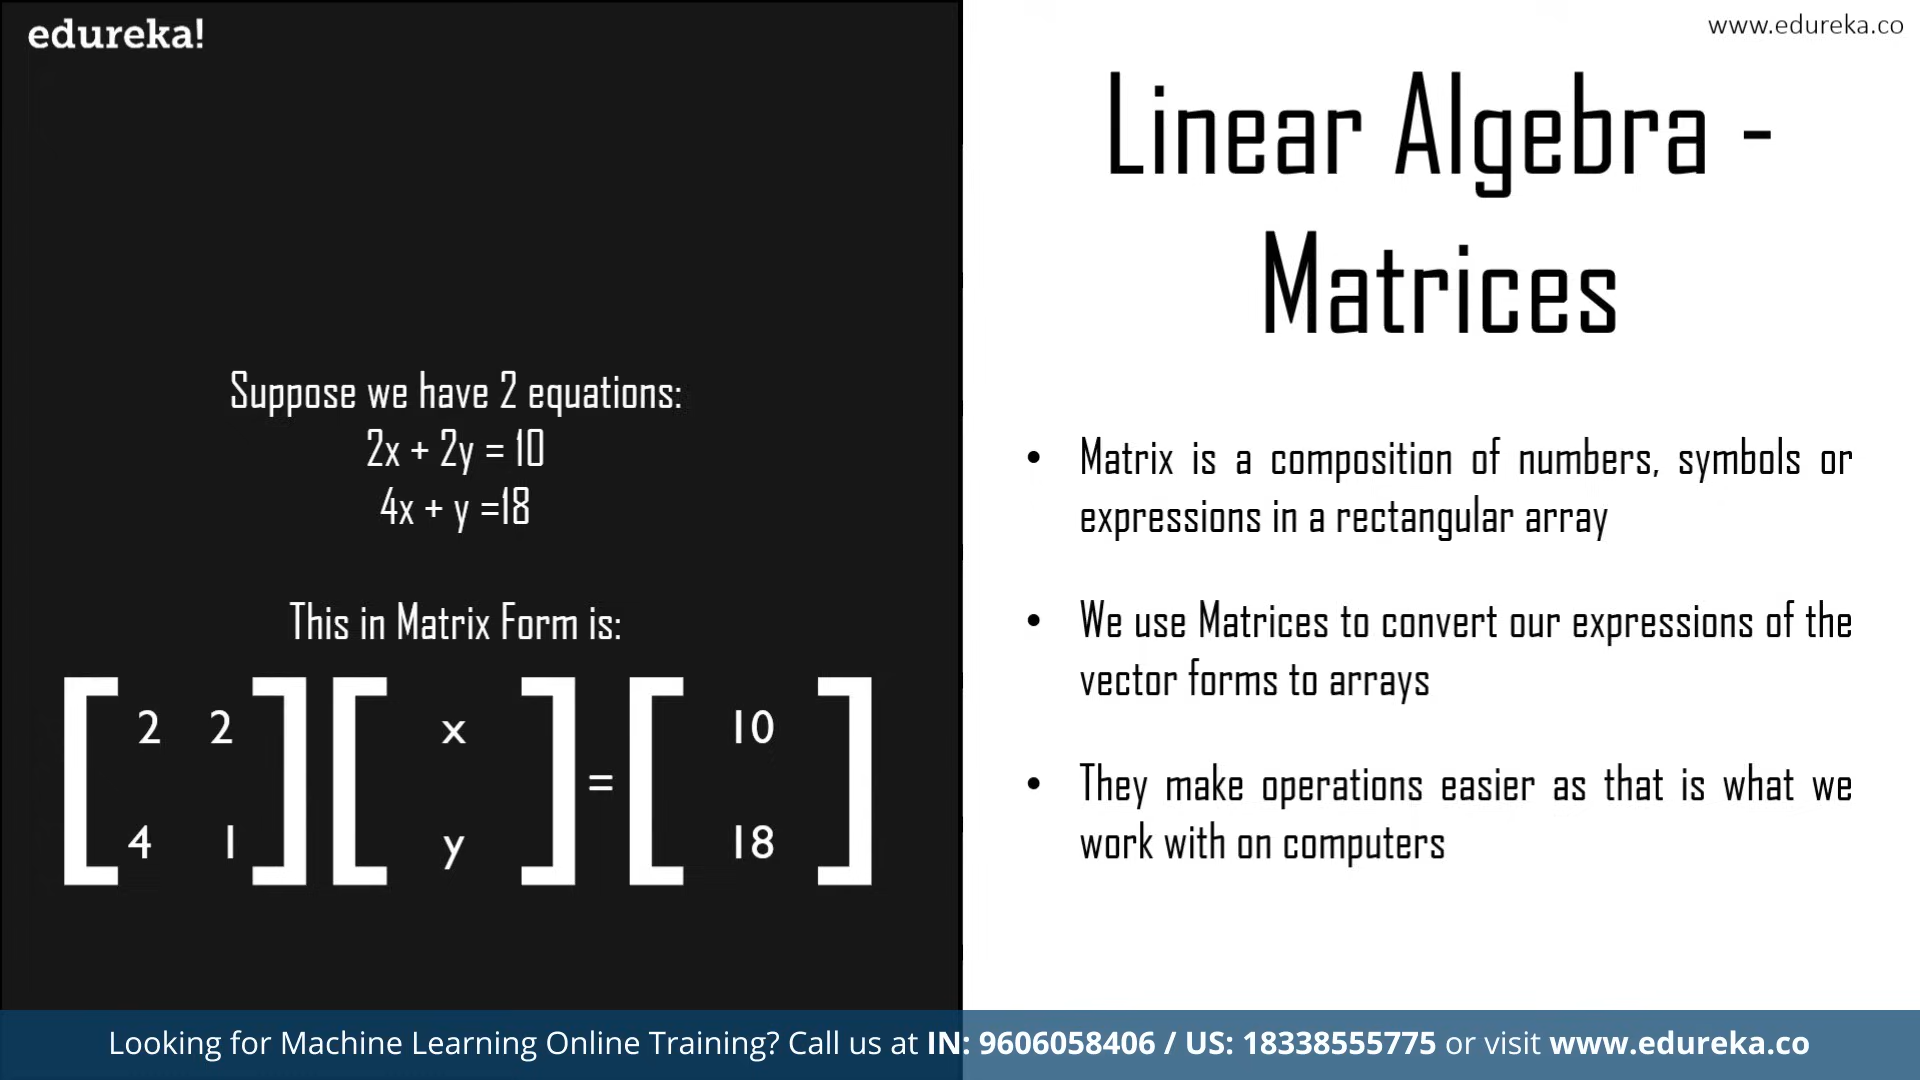 edureka!
www.edureka.co
Linear Algebra -
Matrices
Suppose we have 2 equations:
2x + 2y = 10
4x + y =18
This in Matrix Form is:
2 2 x 10
=
4 1 y 18
• Matrix is a composition of numbers, symbols or
expressions in a rectangular array
• We use Matrices to convert our expressions of the
vector forms to arrays
• They make operations easier as that is what we
work with on computers
Looking for Machine Learning Online Training? Call us at IN: 9606058406 / US: 18338555775 or visit www.edureka.co